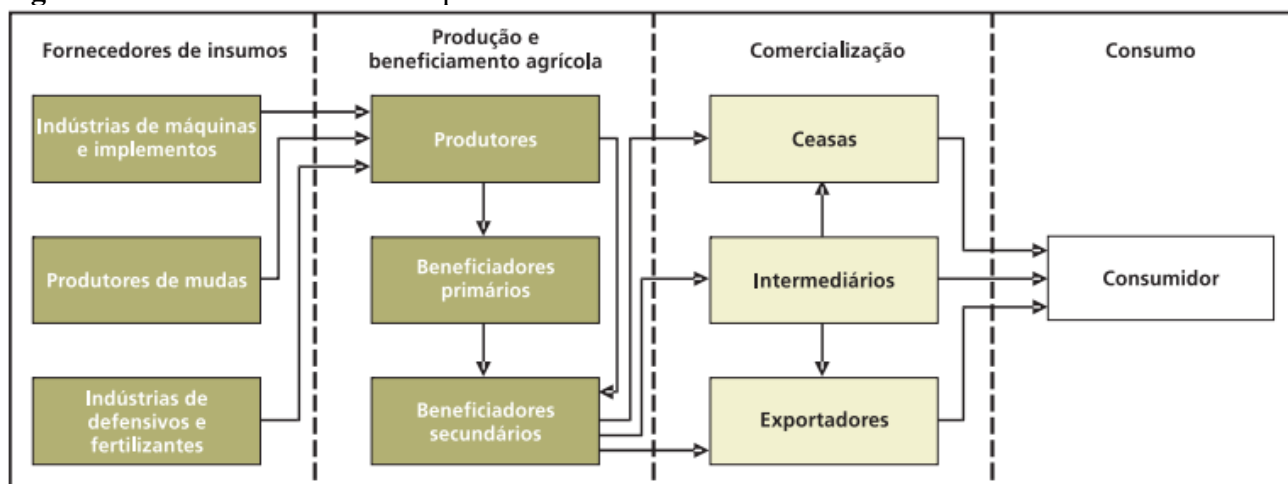 Fornecedores de insumos
Produção e
beneficiamento agrícola
Comercialização
Consumo
Indústrias de máquinas
e implementos
Produtores
Ceasas
Produtores de mudas
Beneficiadores
primários
Intermediários
Consumidor
Indústrias de
defensivos e
fertilizantes
Beneficiadores
secundários
Exportadores